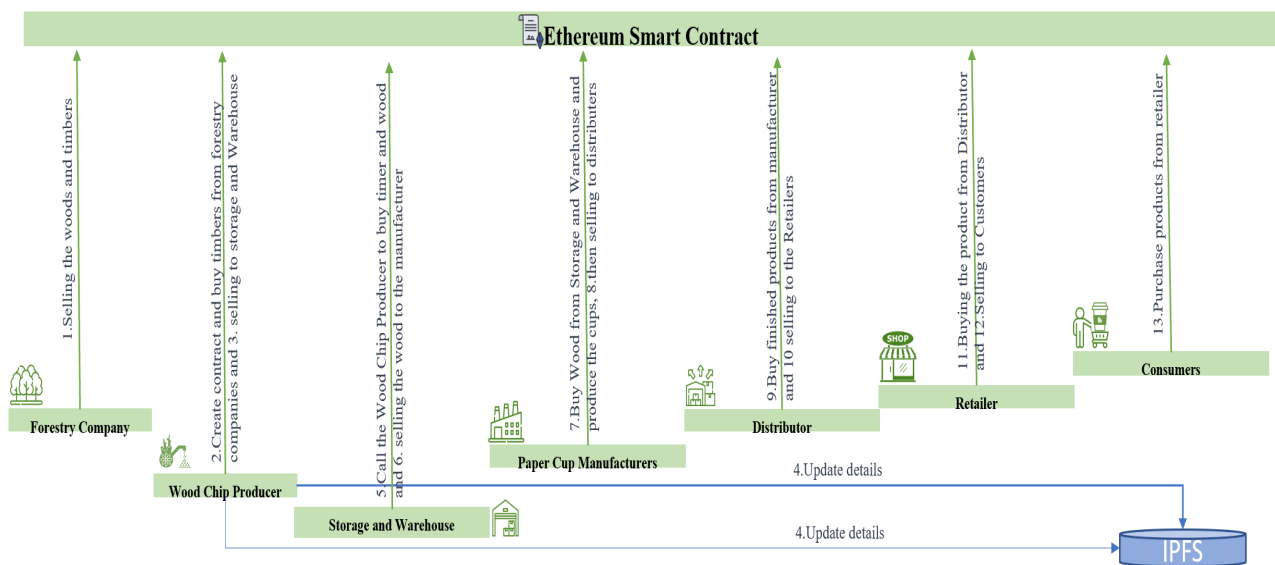 Ethereum Smart Contract
1.Selling the woods and timbers
2.Create contract and buy timbers from forestry
companies and 3. selling to storage and Warehouse
5.Call the Wood Chip Producer to buy timer and wood
and 6. selling the wood to the manufacturer
7.Buy Wood from Storage and Warehouse and
produce the cups, 8.then selling to distributers
9.Buy finished products from manufacturer
and 10 selling to the Retailers
11.Buying the product from Distributor
and 12.Selling to Customers
13.Purchase products from retailer
SHOP
Consumers
Retailer
Forestry Company
Distributor
Paper Cup Manufacturers
4.Update details
Wood Chip Producer
Storage and Warehouse
4.Update details
IPFS